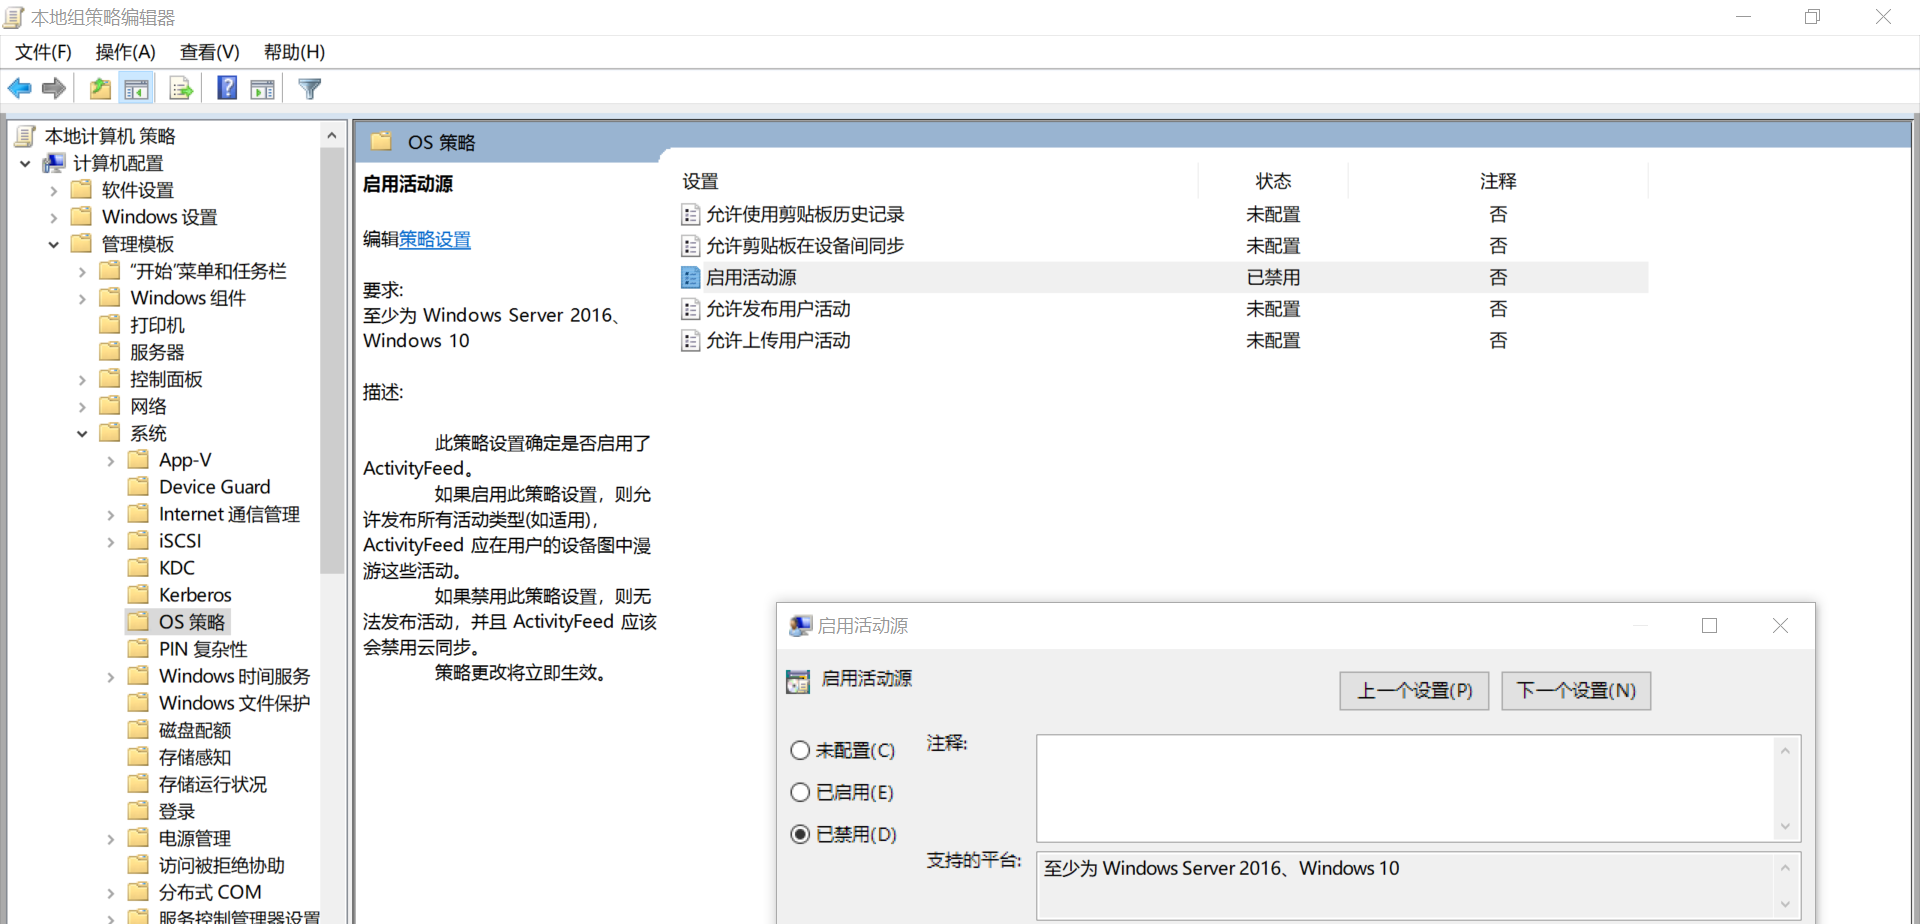 本地组策略编辑器
文件(F) 操作(A) 查看(V) 帮助(H)
本地计算机 策略
计算机配置
软件设置
Windows 设置
管理模板
“开始”菜单和任务栏
Windows 组件
打印机
服务器
控制面板
网络
系统
App-V
Device Guard
Internet 通信管理
iSCSI
KDC
Kerberos
OS 策略
PIN 复杂性
Windows 时间服务
Windows 文件保护
磁盘配额
存储感知
存储运行状况
登录
电源管理
访问被拒绝协助
分布式 COM
服务控制管理器设置
OS 策略
启用活动源
编辑策略设置
要求:
至少为 Windows Server 2016、
Windows 10
描述:
此策略设置确定是否启用了
ActivityFeed。
如果启用此策略设置，则允
许发布所有活动类型(如适用)，
ActivityFeed 应在用户的设备图中漫
游这些活动。
如果禁用此策略设置，则无
法发布活动，并且 ActivityFeed 应该
会禁用云同步。
策略更改将立即生效。
设置 状态 注释
允许使用剪贴板历史记录 未配置 否
允许剪贴板在设备间同步 未配置 否
启用活动源 已禁用 否
允许发布用户活动 未配置 否
允许上传用户活动 未配置 否
启用活动源
启用活动源
上一个设置(P) 下一个设置(N)
未配置(C) 注释:
已启用(E)
已禁用(D)
支持的平台: 至少为 Windows Server 2016、Windows 10